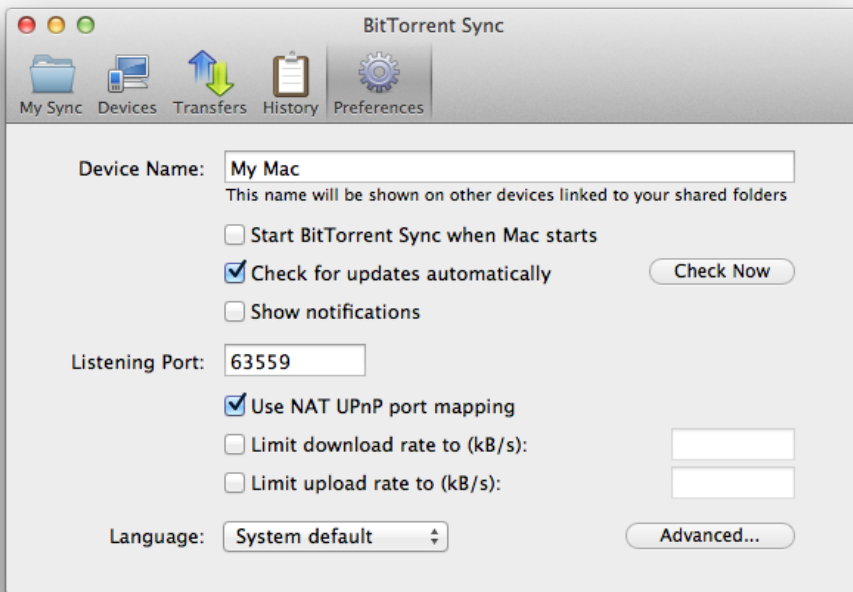 BitTorrent Sync
My Sync Devices Transfers History Preferences
Device Name: My Mac
This name will be shown on other devices linked to your shared folders
Start BitTorrent Sync when Mac starts
Check for updates automatically Check Now
Show notifications
Listening Port: 63559
Use NAT UPnP port mapping
Limit download rate to (kB/s):
Limit upload rate to (kB/s):
Language: System default Advanced...